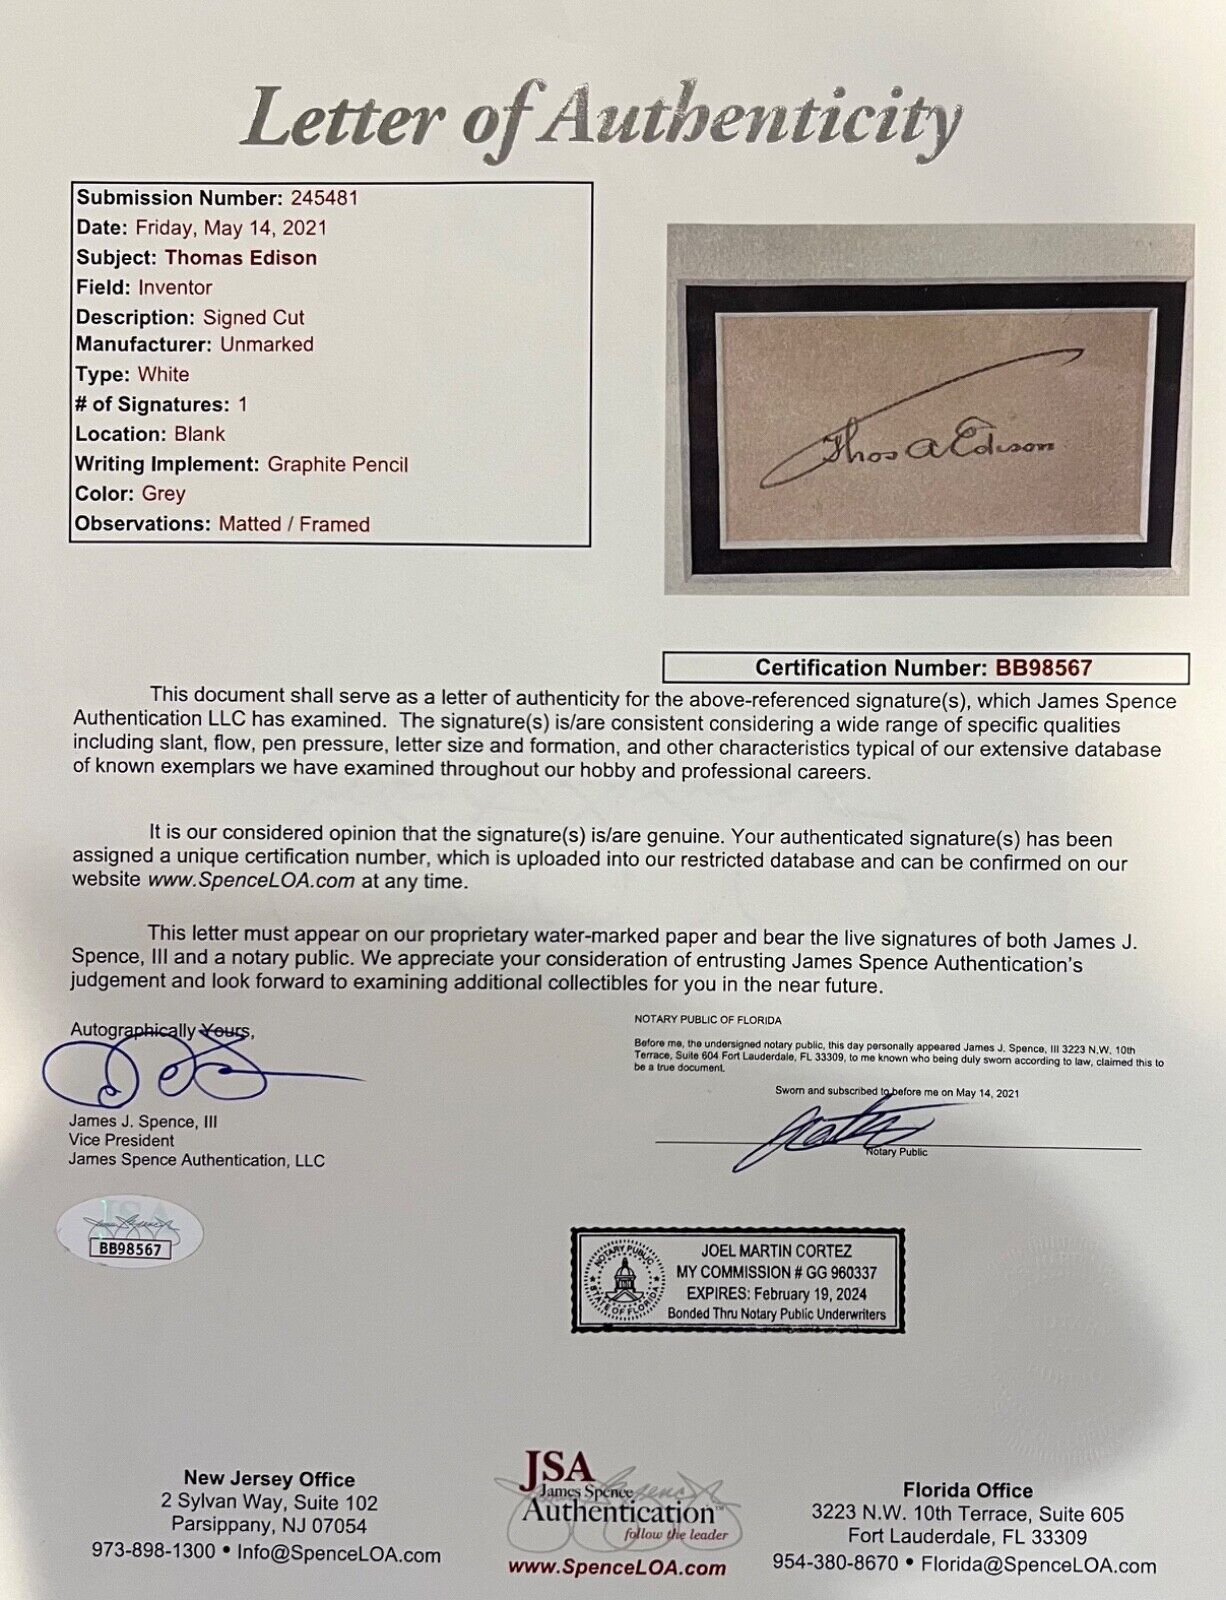 Letter of Authenticity
Submission Number: 245481
Date: Friday, May 14, 2021
Subject: Thomas Edison
Field: Inventor
Description: Signed Cut
Manufacturer: Unmarked
Type: White
# of Signatures: 1
Location: Blank
Writing Implement: Graphite Pencil
Color: Grey
Observations: Matted / Framed
Thos A Edison
Certification Number: BB98567
This document shall serve as a letter of authenticity for the above-referenced signature(s), which James Spence
Authentication LLC has examined. The signature(s) is/are consistent considering a wide range of specific qualities
including slant, flow, pen pressure, letter size and formation, and other characteristics typical of our extensive database
of known exemplars we have examined throughout our hobby and professional careers.
It is our considered opinion that the signature(s) is/are genuine. Your authenticated signature(s) has been
assigned a unique certification number, which is uploaded into our restricted database and can be confirmed on our
website www.SpenceLOA.com at any time.
This letter must appear on our proprietary water-marked paper and bear the live signatures of both James J.
Spence, III and a notary public. We appreciate your consideration of entrusting James Spence Authentication's
judgement and look forward to examining additional collectibles for you in the near future.
Autographically Yours,
James J. Spence, III
Vice President
James Spence Authentication, LLC
NOTARY PUBLIC OF FLORIDA
Before me, the undersigned notary public, this day personally appeared James J. Spence, III 3223 N.W. 10th
Terrace, Suite 604 Fort Lauderdale, FL 33309, to me known who being duly sworn according to law, claimed this to
be a true document.
Sworn and subscribed to before me on May 14, 2021
Notary Public
JSA
BB98567
NOTARY PUBLIC
STATE OF FLORIDA
JOEL MARTIN CORTEZ
MY COMMISSION # GG 960337
EXPIRES: February 19, 2024
Bonded Thru Notary Public Underwriters
New Jersey Office
2 Sylvan Way, Suite 102
Parsippany, NJ 07054
973-898-1300 • Info@SpenceLOA.com
JSA
James Spence
Authentication™
follow the leader
www.SpenceLOA.com
Florida Office
3223 N.W. 10th Terrace, Suite 605
Fort Lauderdale, FL 33309
954-380-8670 • Florida@SpenceLOA.com